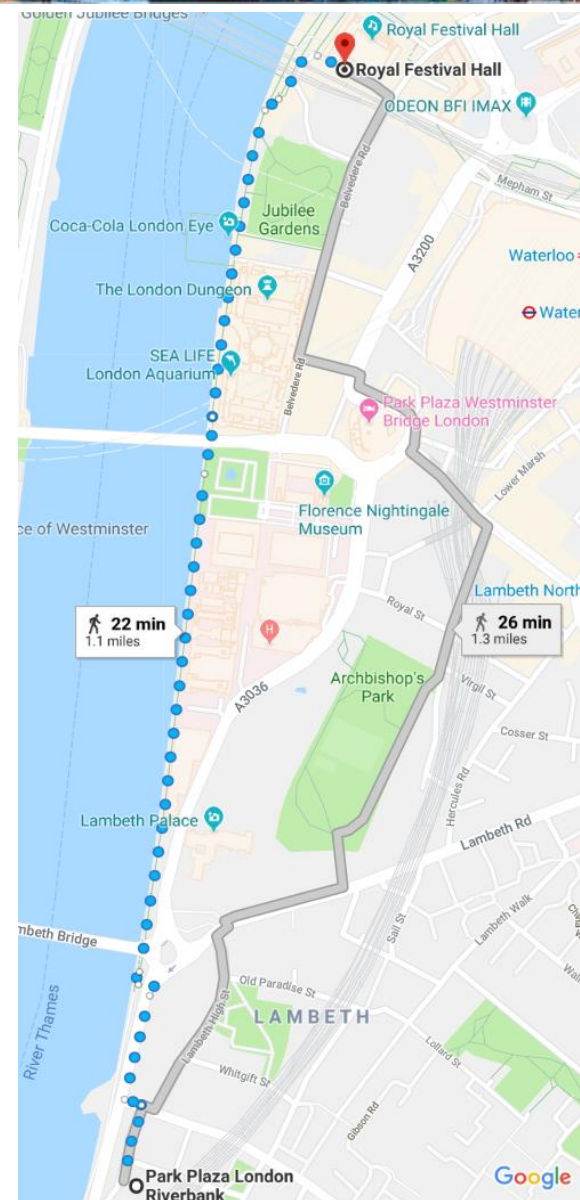 Golden Jubilee Bridges
Royal Festival Hall
Royal Festival Hall
ODEON BFI IMAX
Belvedere Rd
Mepham St
Jubilee
Gardens
Coca-Cola London Eye
A3200
Waterloo
The London Dungeon
Water
SEA LIFE
London Aquarium
Belvedere Rd
Park Plaza Westminster
Bridge London
Lower Marsh
Florence Nightingale
Museum
ce of Westminster
Lambeth North
Royal St
22 min
1.1 miles
26 min
1.3 miles
H
Archbishop's
Park
Virgil St
A3036
Cosser St
Hercules Rd
Lambeth Palace
Lambeth Rd
Lambeth Walk
mbeth Bridge
Sail St
Old Paradise St
LAMBETH
River Thames
Lambeth High St
Lollard St
Whitgift St
Gibson Rd
Park Plaza London
Riverbank
Google